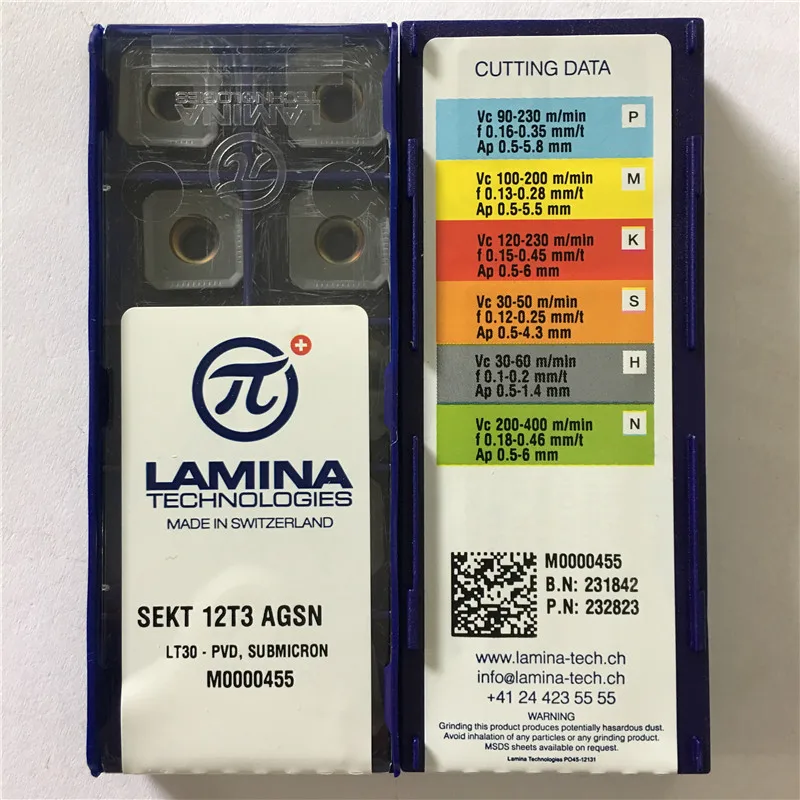 LAMINA
TECHNOLOGIES
MADE IN SWITZERLAND
SEKT 12T3 AGSN
LT30 - PVD, SUBMICRON
M0000455
CUTTING DATA
Vc 90-230 m/min
f 0.16-0.35 mm/t
Ap 0.5-5.8 mm
P
Vc 100-200 m/min
f 0.13-0.28 mm/t
Ap 0.5-5.5 mm
M
Vc 120-230 m/min
f 0.15-0.45 mm/t
Ap 0.5-6 mm
K
Vc 30-50 m/min
f 0.12-0.25 mm/t
Ap 0.5-4.3 mm
S
Vc 30-60 m/min
f 0.1-0.2 mm/t
Ap 0.5-1.4 mm
H
Vc 200-400 m/min
f 0.18-0.46 mm/t
Ap 0.5-6 mm
N
M0000455
B.N: 231842
P.N: 232823
www.lamina-tech.ch
info@lamina-tech.ch
+41 24 423 55 55
WARNING
Grinding this product produces potentially hazardous dust.
Avoid inhalation of any particles or any grinding product.
MSDS sheets available on request.
Lamina Technologies PO45-12131